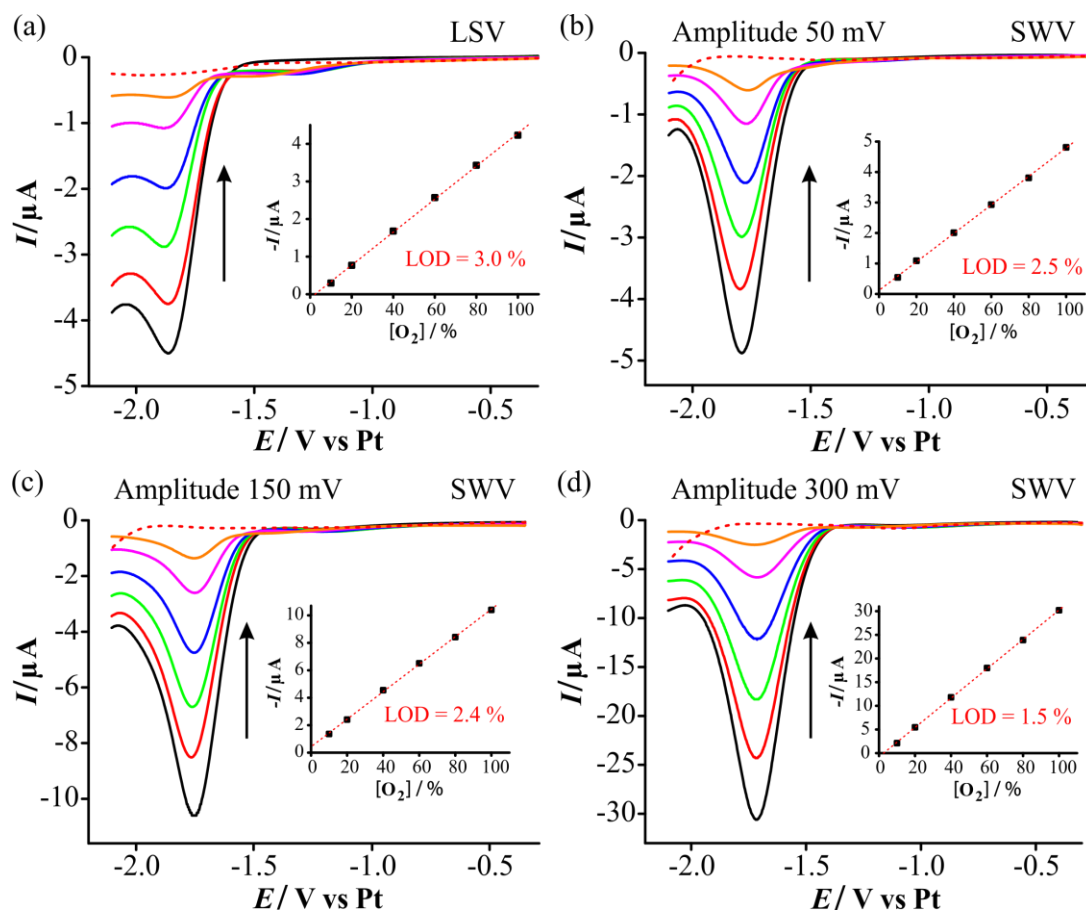 (a)
LSV
0
-1
-2
-3
-4
-5
I/µA
-2.0
-1.5
-1.0
-0.5
E/ V vs Pt
4
2
0
-I/µA
0
20
40
60
80
100
[O₂] / %
LOD = 3.0 %
(b)
Amplitude 50 mV
SWV
0
-1
-2
-3
-4
-5
I/µA
-2.0
-1.5
-1.0
-0.5
E/ V vs Pt
5
4
3
2
1
0
-I/µA
0
20
40
60
80
100
[O₂] / %
LOD = 2.5 %
(c)
Amplitude 150 mV
SWV
0
-2
-4
-6
-8
-10
I/µA
-2.0
-1.5
-1.0
-0.5
E/ V vs Pt
10
8
6
4
2
0
-I/µA
0
20
40
60
80
100
[O₂] / %
LOD = 2.4 %
(d)
Amplitude 300 mV
SWV
0
-5
-10
-15
-20
-25
-30
I/µA
-2.0
-1.5
-1.0
-0.5
E/ V vs Pt
30
25
20
15
10
5
0
-I/µA
0
20
40
60
80
100
[O₂] / %
LOD = 1.5 %